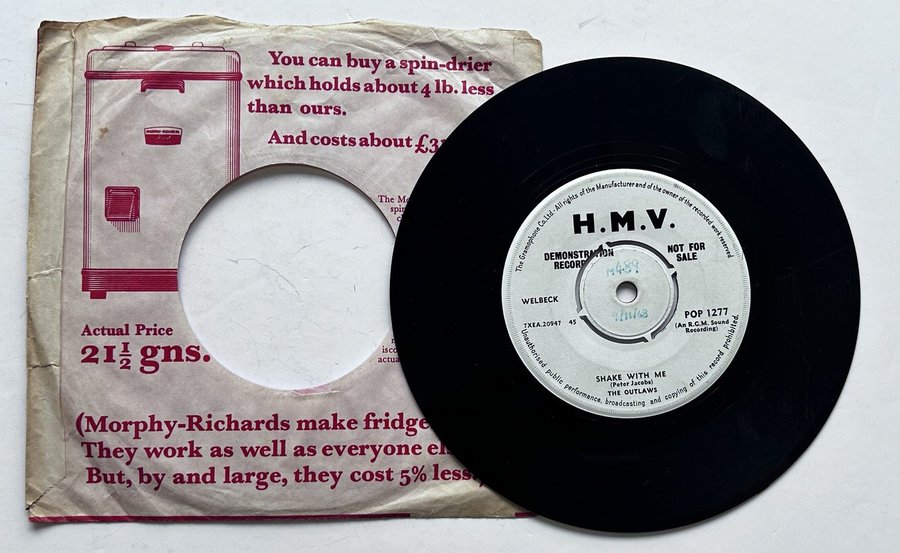 You can buy a spin-drier
which holds about 4 lb. less
than ours.
And costs about
MORPHY-RICHARDS
The
Actual Price
21½ gns.
(Morphy-Richards make fridge
They work as well as everyone
But, by and large, they cost 5% less
The Gramophone Co., Ltd.-All rights of the Manufacturer and of the owner of the recorded work reserved
H.M.V.
DEMONSTRATION
RECORD
NOT FOR
SALE
M489
WELBECK
POP 1277
7XEA.20947 45
(An R.G.M. Sound
Recording)
SHAKE WITH ME
(Peter Jacobs)
THE OUTLAWS
Unauthorised public performance, broadcasting and copying of this record prohibited.